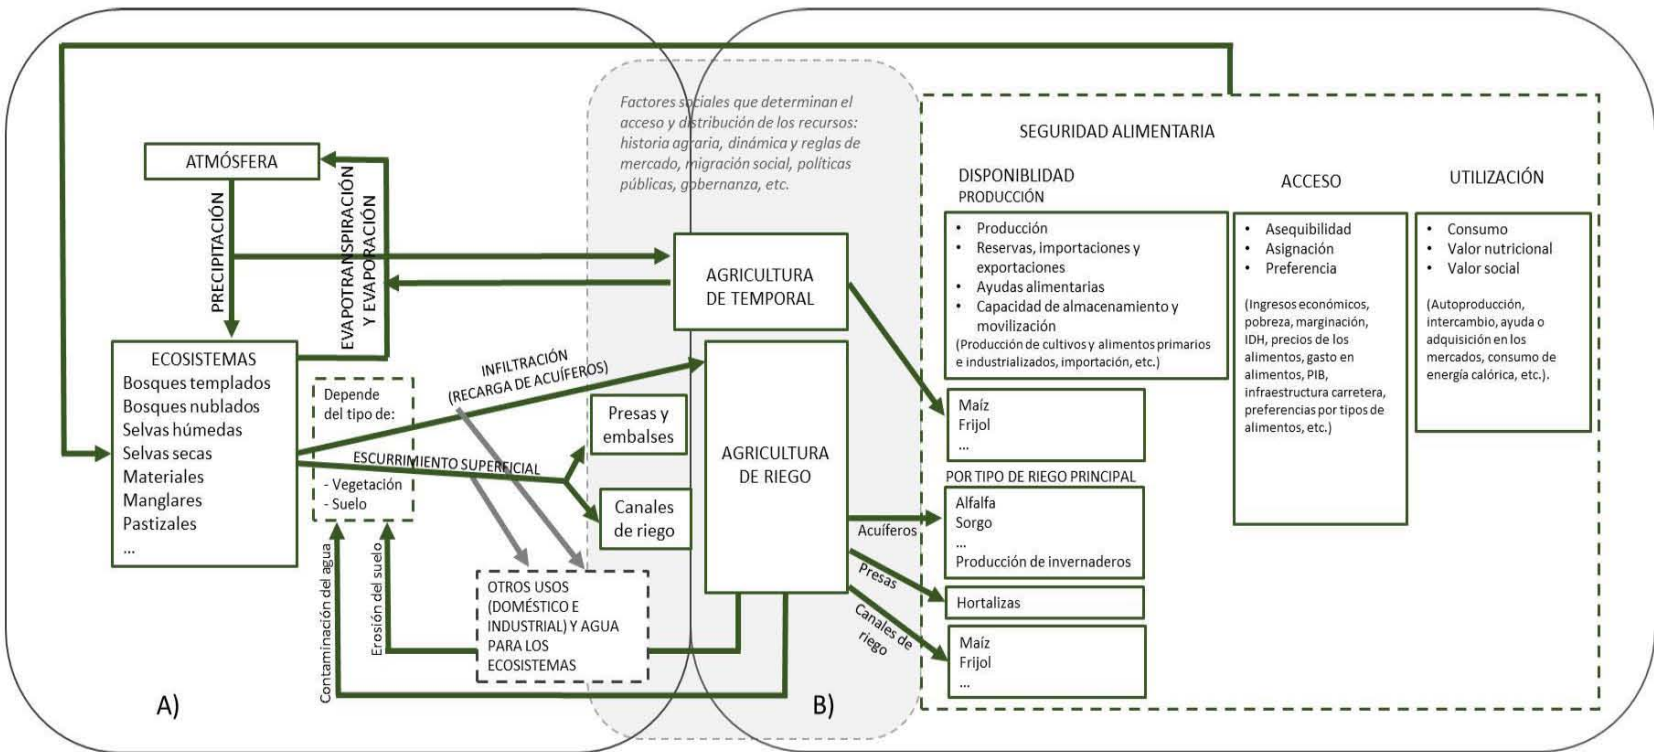 Factores sociales que determinan el
acceso y distribución de los recursos:
historia agraria, dinámica y reglas de
mercado, migración social, políticas
públicas, gobernanza, etc.
ATMÓSFERA
PRECIPITACIÓN
EVAPOTRANSPIRACIÓN
Y EVAPORACIÓN
ECOSISTEMAS
Bosques templados
Bosques nublados
Selvas húmedas
Selvas secas
Materiales
Manglares
Pastizales
...
Depende
del tipo de:
- Vegetación
- Suelo
INFILTRACIÓN
(RECARGA DE ACUÍFEROS)
ESCURRIMIENTO SUPERFICIAL
Presas y
embalses
Canales
de riego
Contaminación del agua
Erosión del suelo
OTROS USOS
(DOMÉSTICO E
INDUSTRIAL) Y AGUA
PARA LOS
ECOSISTEMAS
A)
AGRICULTURA
DE TEMPORAL
AGRICULTURA
DE RIEGO
Acuíferos
Presas
Canales de
riego
B)
SEGURIDAD ALIMENTARIA
DISPONIBLIDAD
PRODUCCIÓN
• Producción
• Reservas, importaciones y
exportaciones
• Ayudas alimentarias
• Capacidad de almacenamiento y
movilización
(Producción de cultivos y alimentos primarios
e industrializados, importación, etc.)
Maíz
Frijol
...
POR TIPO DE RIEGO PRINCIPAL
Alfalfa
Sorgo
...
Producción de invernaderos
Hortalizas
Maíz
Frijol
...
ACCESO
• Asequibilidad
• Asignación
• Preferencia
(Ingresos económicos,
pobreza, marginación,
IDH, precios de los
alimentos, gasto en
alimentos, PIB,
infraestructura carretera,
preferencias por tipos de
alimentos, etc.)
UTILIZACIÓN
• Consumo
• Valor nutricional
• Valor social
(Autoproducción,
intercambio, ayuda o
adquisición en los
mercados, consumo de
energía calórica, etc.).